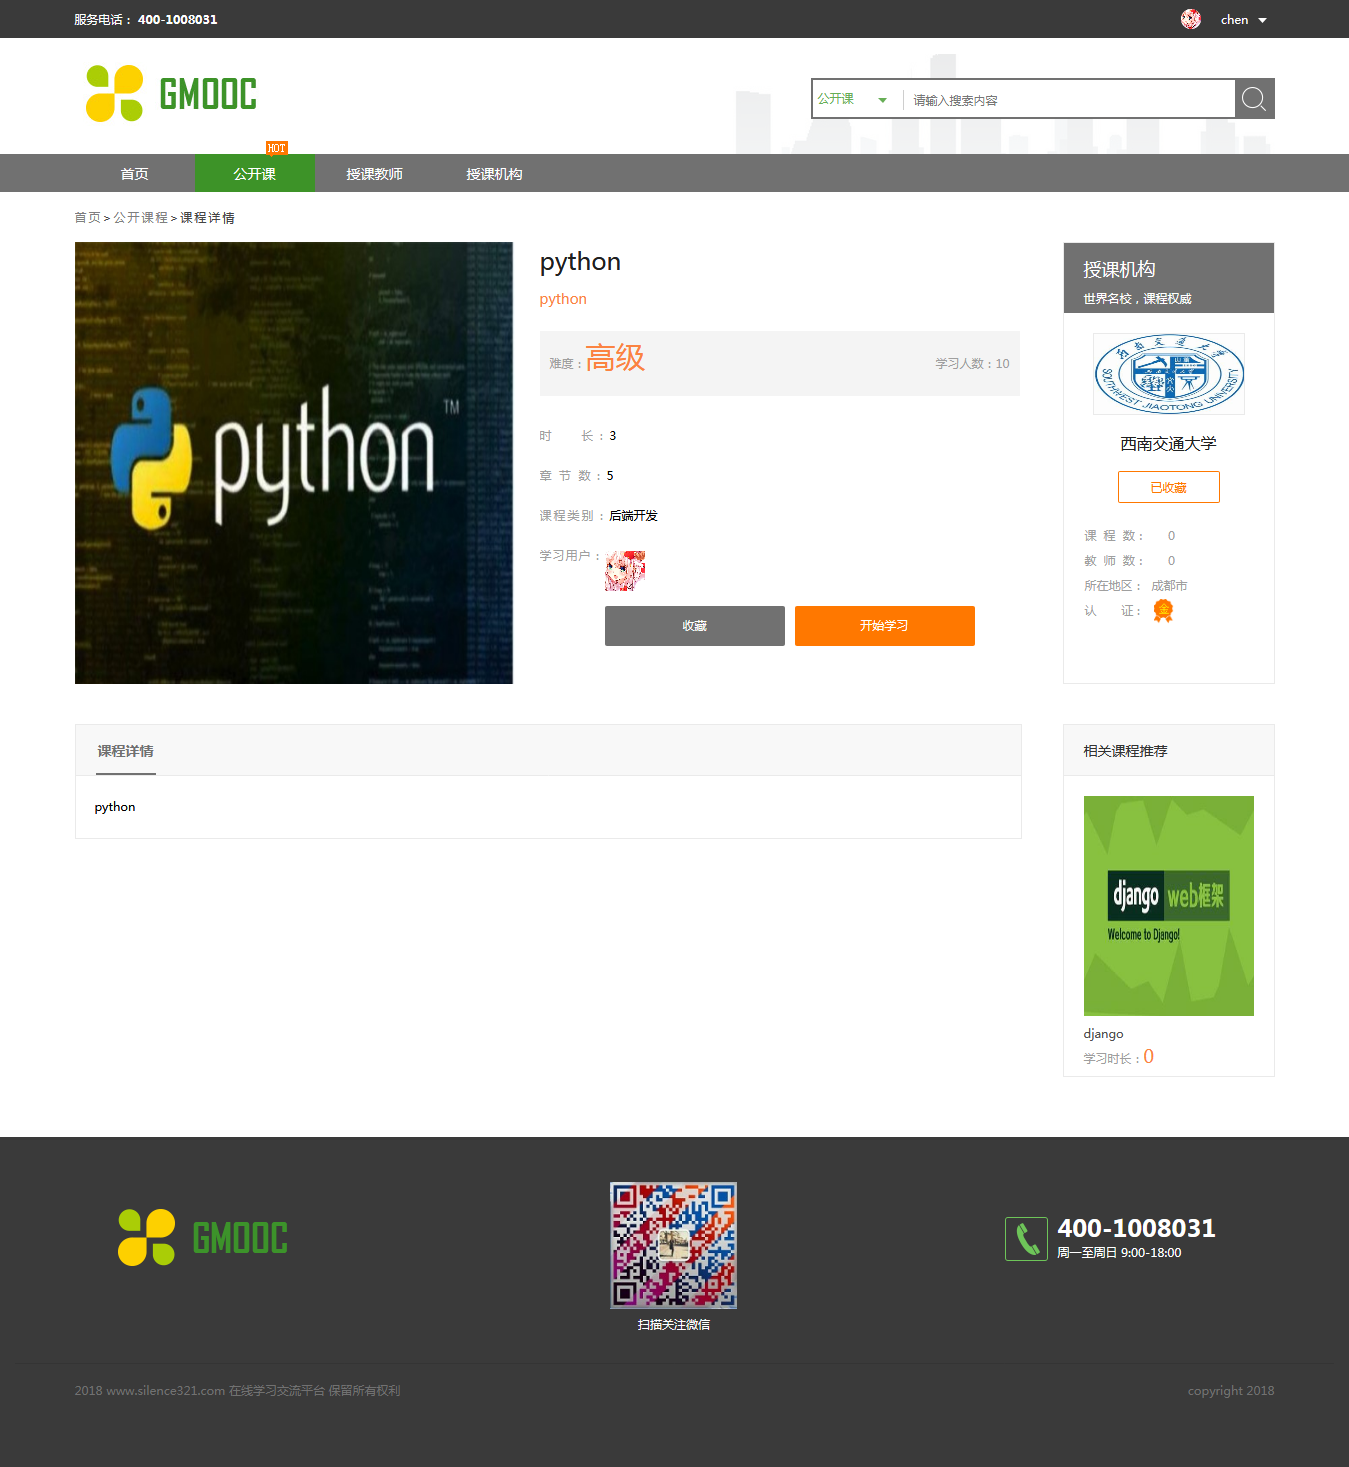 服务电话： 400-1008031
chen
GMOOC
公开课
请输入搜索内容
HOT
首页
公开课
授课教师
授课机构
首页>公开课程>课程详情
python
TM
python
python
难度：高级
学习人数：10
时 长：3
章 节 数：5
课程类别：后端开发
学习用户：
收藏
开始学习
授课机构
世界名校，课程权威
西南交通大学
SOUTHWEST JIAOTONG UNIVERSITY
西南交通大学
已收藏
课 程 数： 0
教 师 数： 0
所在地区： 成都市
认 证： 金
课程详情
python
相关课程推荐
django web框架
Welcome to Django!
django
学习时长：0
GMOOC
扫描关注微信
400-1008031
周一至周日 9:00-18:00
2018 www.silence321.com 在线学习交流平台 保留所有权利
copyright 2018